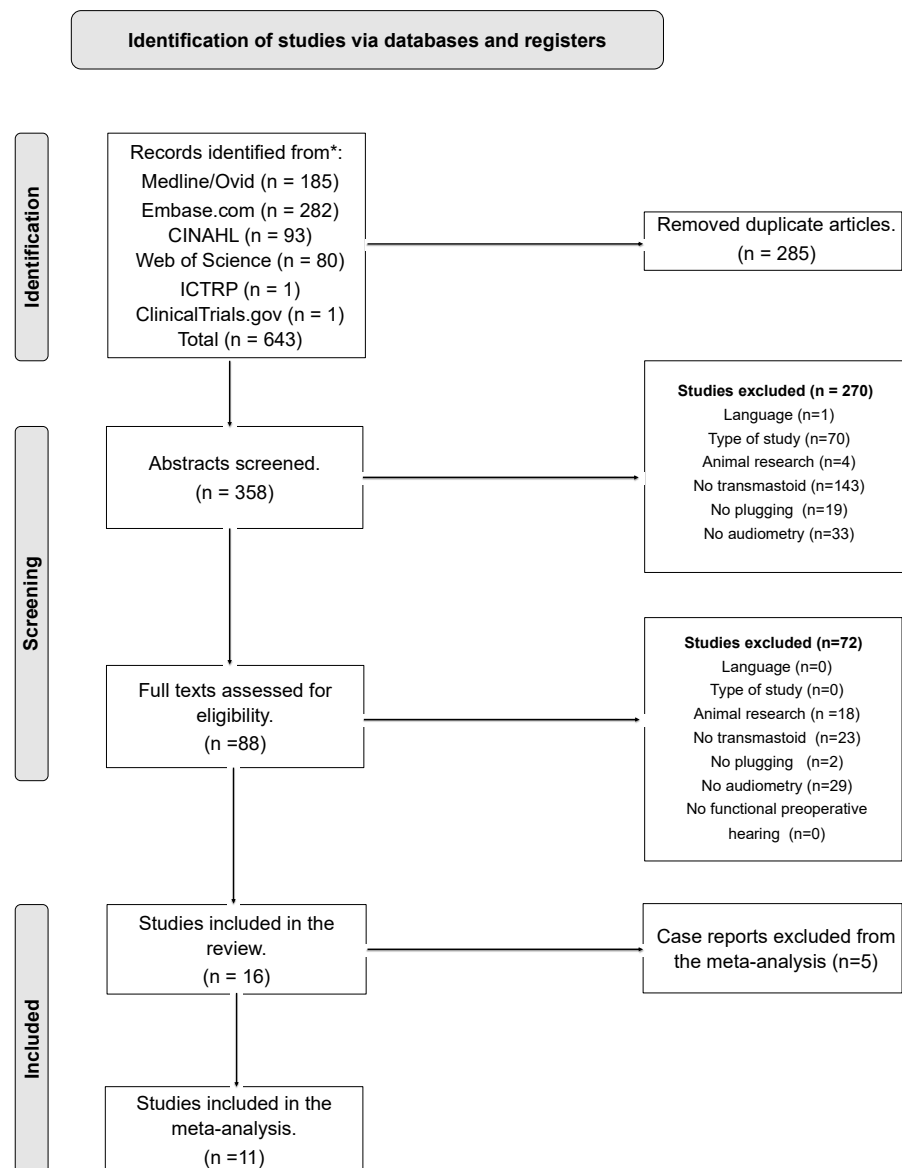 Identification of studies via databases and registers
Identification
Records identified from*:
Medline/Ovid (n = 185)
Embase.com (n = 282)
CINAHL (n = 93)
Web of Science (n = 80)
ICTRP (n = 1)
ClinicalTrials.gov (n = 1)
Total (n = 643)
Removed duplicate articles.
(n = 285)
Screening
Abstracts screened.
(n = 358)
Studies excluded (n = 270)
Language (n=1)
Type of study (n=70)
Animal research (n=4)
No transmastoid (n=143)
No plugging (n=19)
No audiometry (n=33)
Full texts assessed for
eligibility.
(n =88)
Studies excluded (n=72)
Language (n=0)
Type of study (n=0)
Animal research (n =18)
No transmastoid (n=23)
No plugging (n=2)
No audiometry (n=29)
No functional preoperative
hearing (n=0)
Included
Studies included in the
review.
(n = 16)
Case reports excluded from
the meta-analysis (n=5)
Studies included in the
meta-analysis.
(n =11)